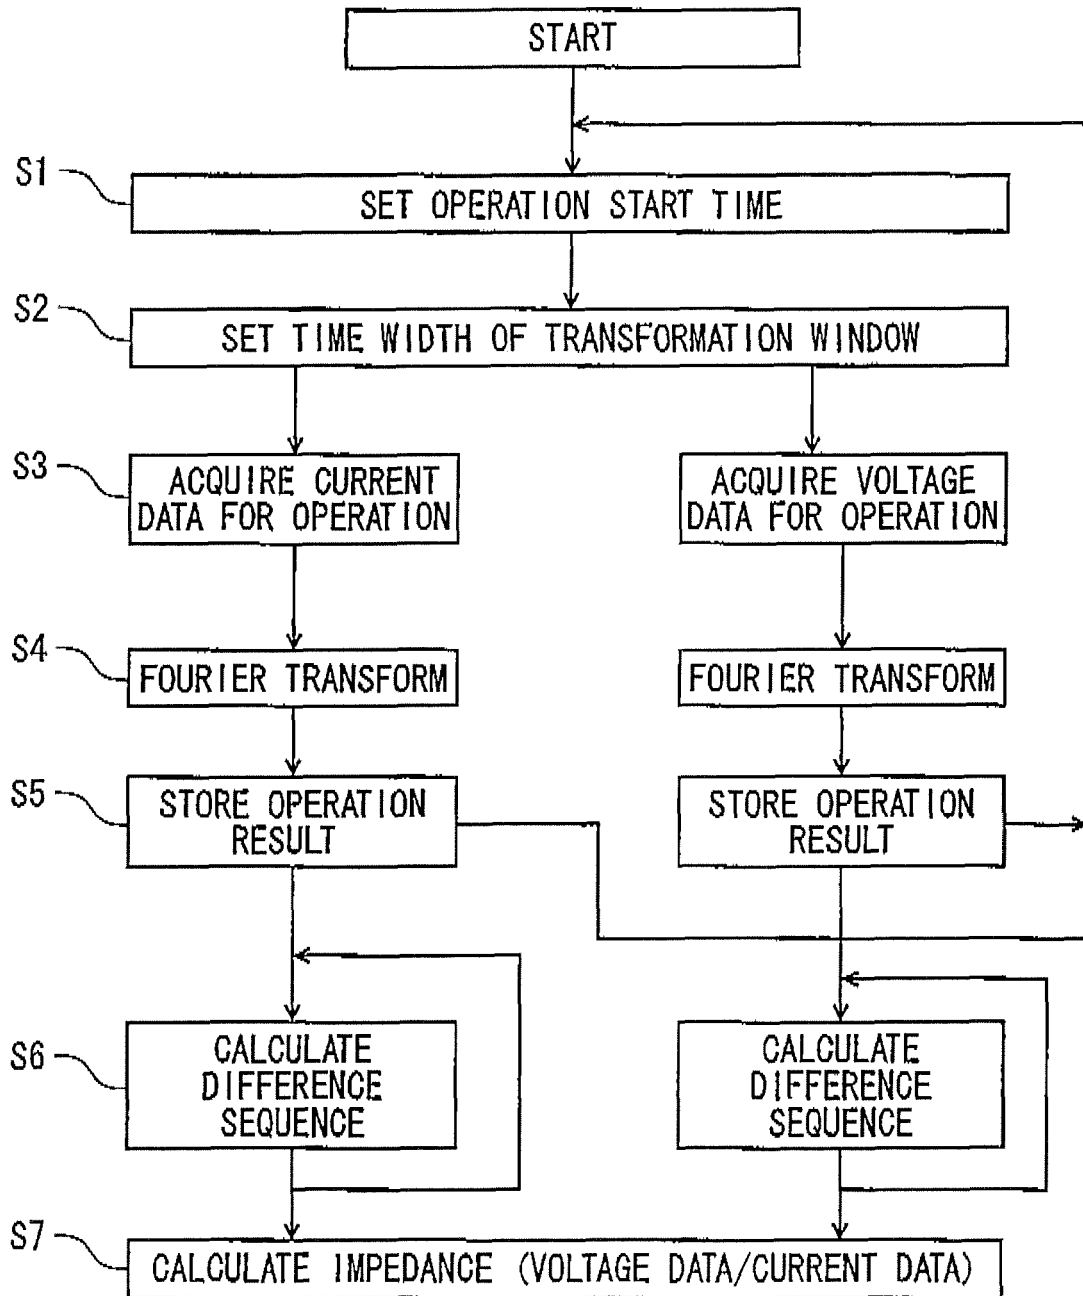 START
S1
SET OPERATION START TIME
S2
SET TIME WIDTH OF TRANSFORMATION WINDOW
S3
ACQUIRE CURRENT
DATA FOR OPERATION
ACQUIRE VOLTAGE
DATA FOR OPERATION
S4
FOURIER TRANSFORM
FOURIER TRANSFORM
S5
STORE OPERATION
RESULT
STORE OPERATION
RESULT
S6
CALCULATE
DIFFERENCE
SEQUENCE
CALCULATE
DIFFERENCE
SEQUENCE
S7
CALCULATE IMPEDANCE (VOLTAGE DATA/CURRENT DATA)